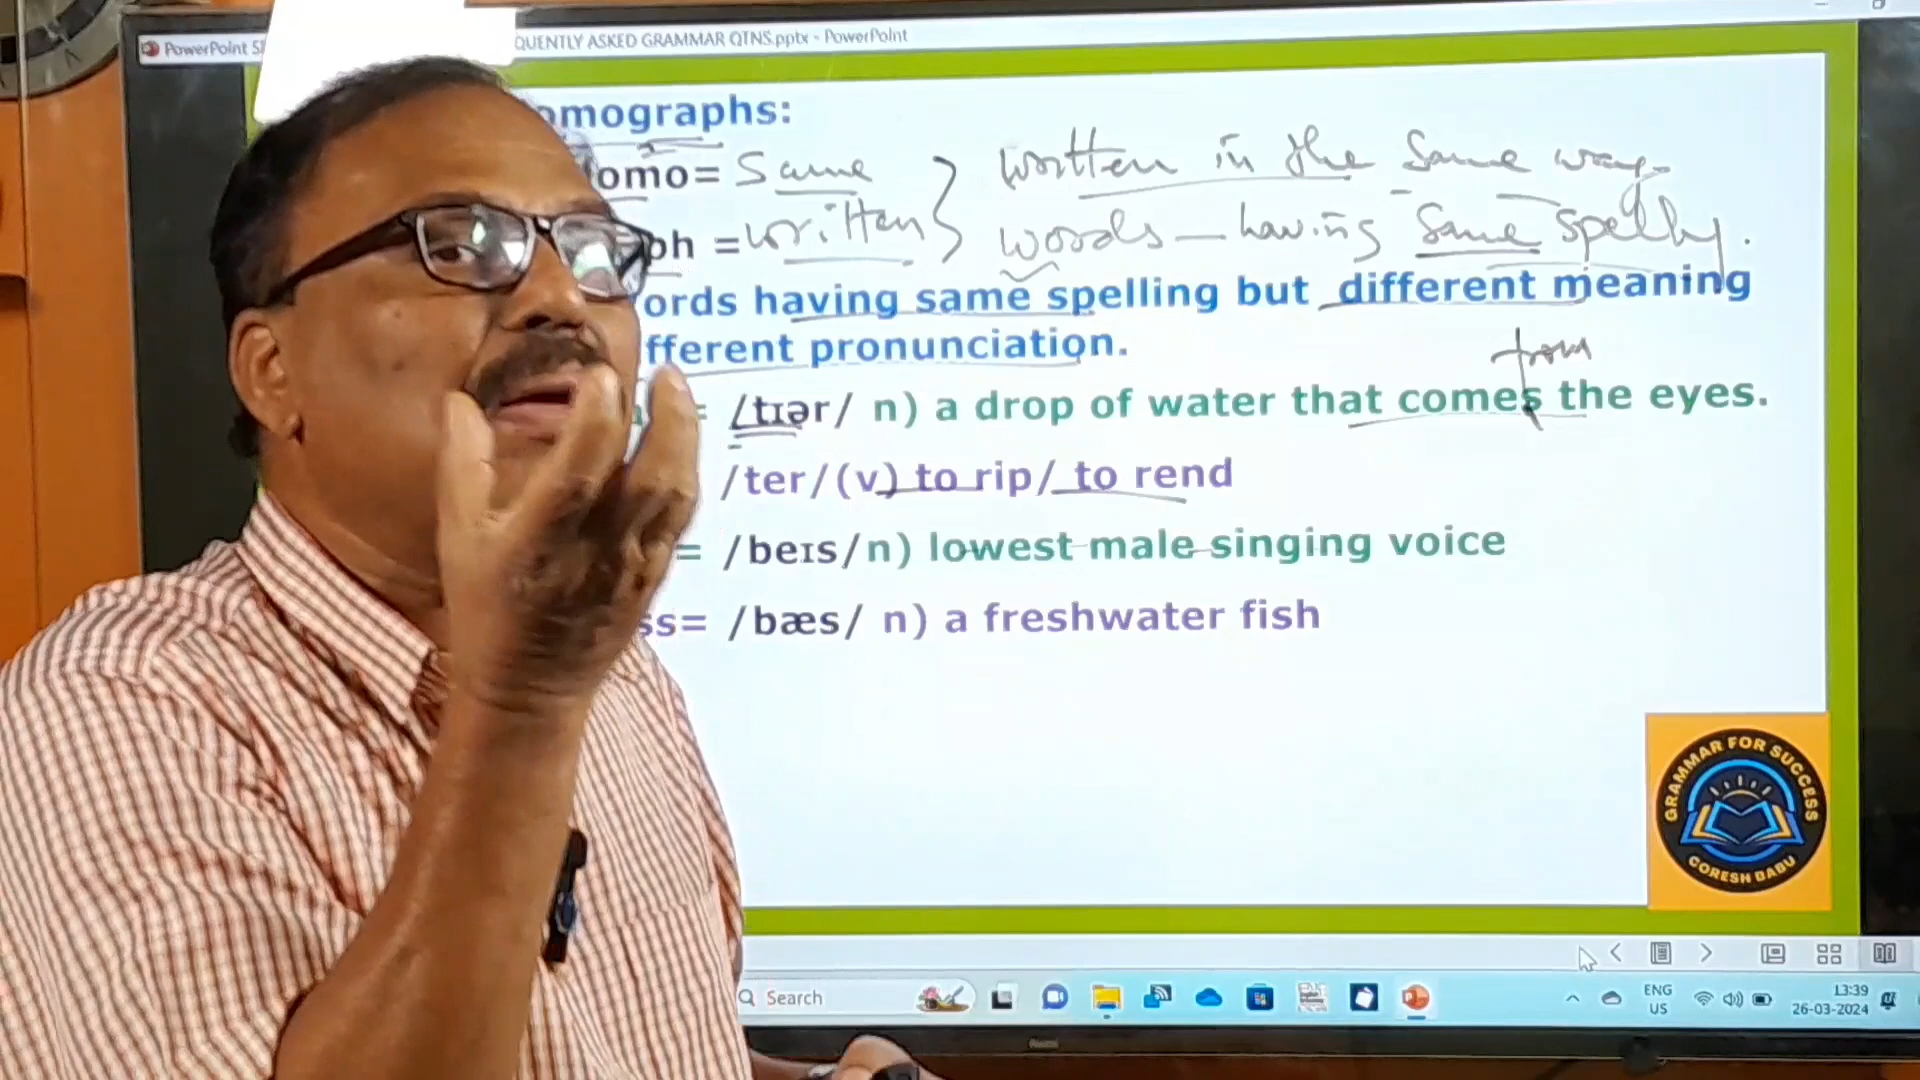 PowerPoint Sl
QUENTLY ASKED GRAMMAR QTNS.pptx - PowerPoint
omographs:
omo= Same
ph = written
written in the same way.
words - having same spelling.
ords having same spelling but different meaning
fferent pronunciation.
from
= /tɪər/ n) a drop of water that comes the eyes.
/ter/(v) to rip/ to rend
= /beɪs/n) lowest male singing voice
ss= /bæs/ n) a freshwater fish
GRAMMAR FOR SUCCESS
CORESH BABU
Search
ENG
US
13:39
26-03-2024